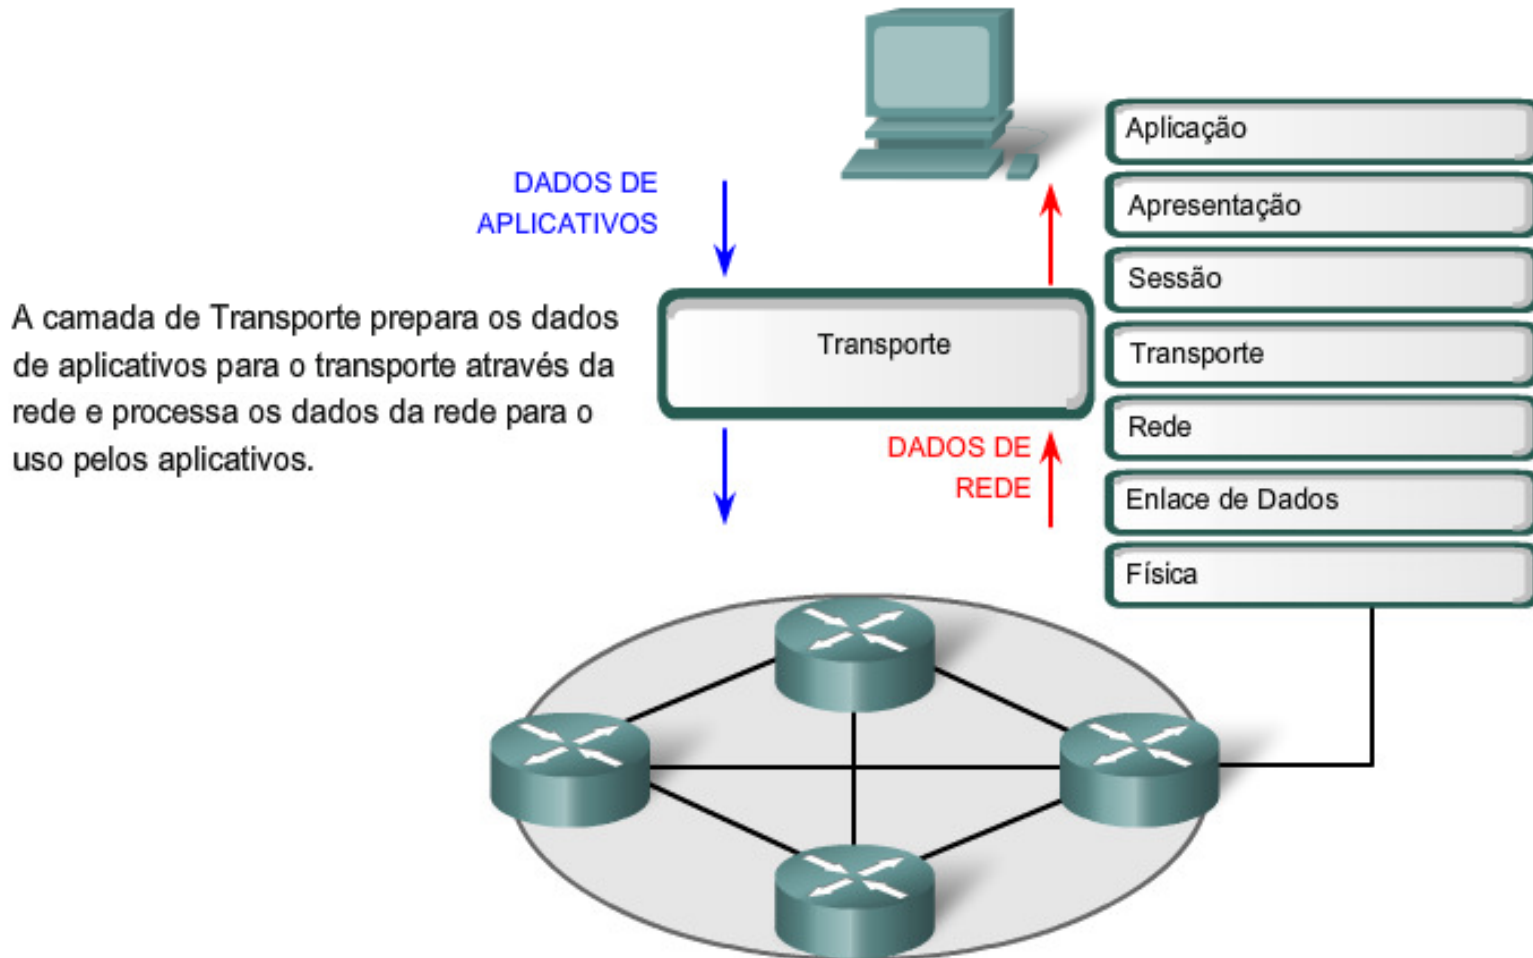 DADOS DE
APLICATIVOS
A camada de Transporte prepara os dados
de aplicativos para o transporte através da
rede e processa os dados da rede para o
uso pelos aplicativos.
Transporte
DADOS DE
REDE
Aplicação
Apresentação
Sessão
Transporte
Rede
Enlace de Dados
Física